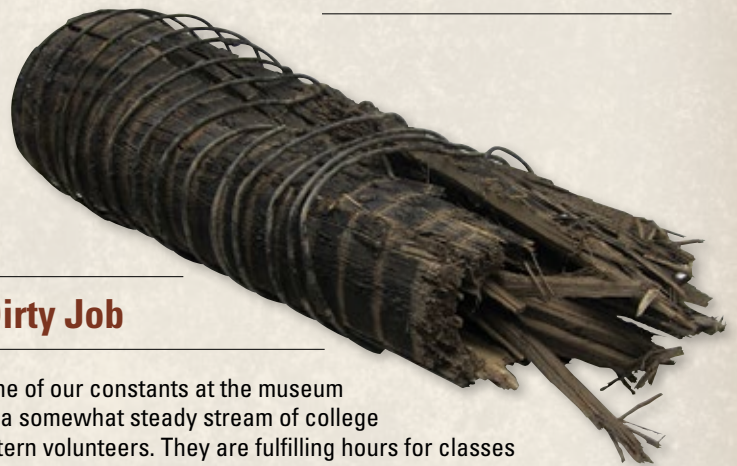 Dirty Job
ne of our constants at the museum
a somewhat steady stream of college
tern volunteers. They are fulfilling hours for classes